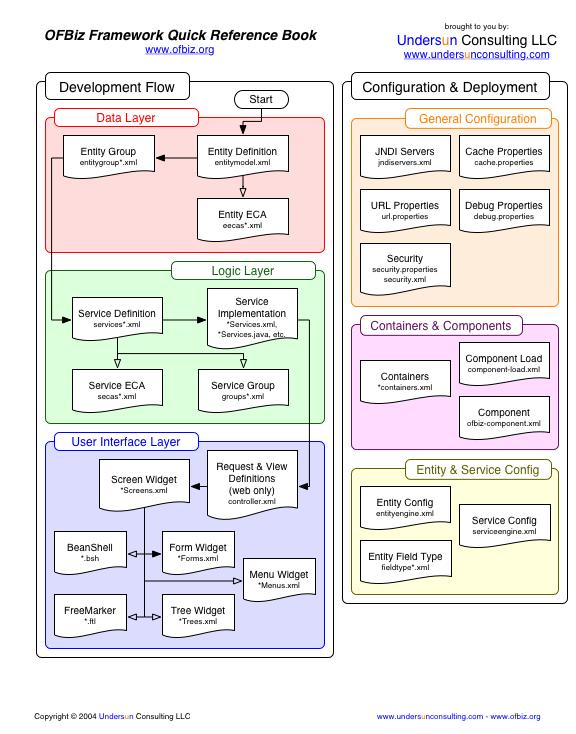 OFBiz Framework Quick Reference Book
www.ofbiz.org
brought to you by:
Undersun Consulting LLC
www.undersunconsulting.com
Development Flow
Start
Data Layer
Entity Group
entitygroup*.xml
Entity Definition
entitymodel.xml
Entity ECA
eecas*.xml
Logic Layer
Service Definition
services*.xml
Service
Implementation
*Services.xml,
*Services.java, etc.
Service ECA
secas*.xml
Service Group
groups*.xml
User Interface Layer
Screen Widget
*Screens.xml
Request & View
Definitions
(web only)
controller.xml
BeanShell
*.bsh
Form Widget
*Forms.xml
Menu Widget
*Menus.xml
FreeMarker
*.ftl
Tree Widget
*Trees.xml
Configuration & Deployment
General Configuration
JNDI Servers
jndiservers.xml
Cache Properties
cache.properties
URL Properties
url.properties
Debug Properties
debug.properties
Security
security.properties
security.xml
Containers & Components
Containers
*containers.xml
Component Load
component-load.xml
Component
ofbiz-component.xml
Entity & Service Config
Entity Config
entityengine.xml
Service Config
serviceengine.xml
Entity Field Type
fieldtype*.xml
Copyright © 2004 Undersun Consulting LLC
www.undersunconsulting.com - www.ofbiz.org